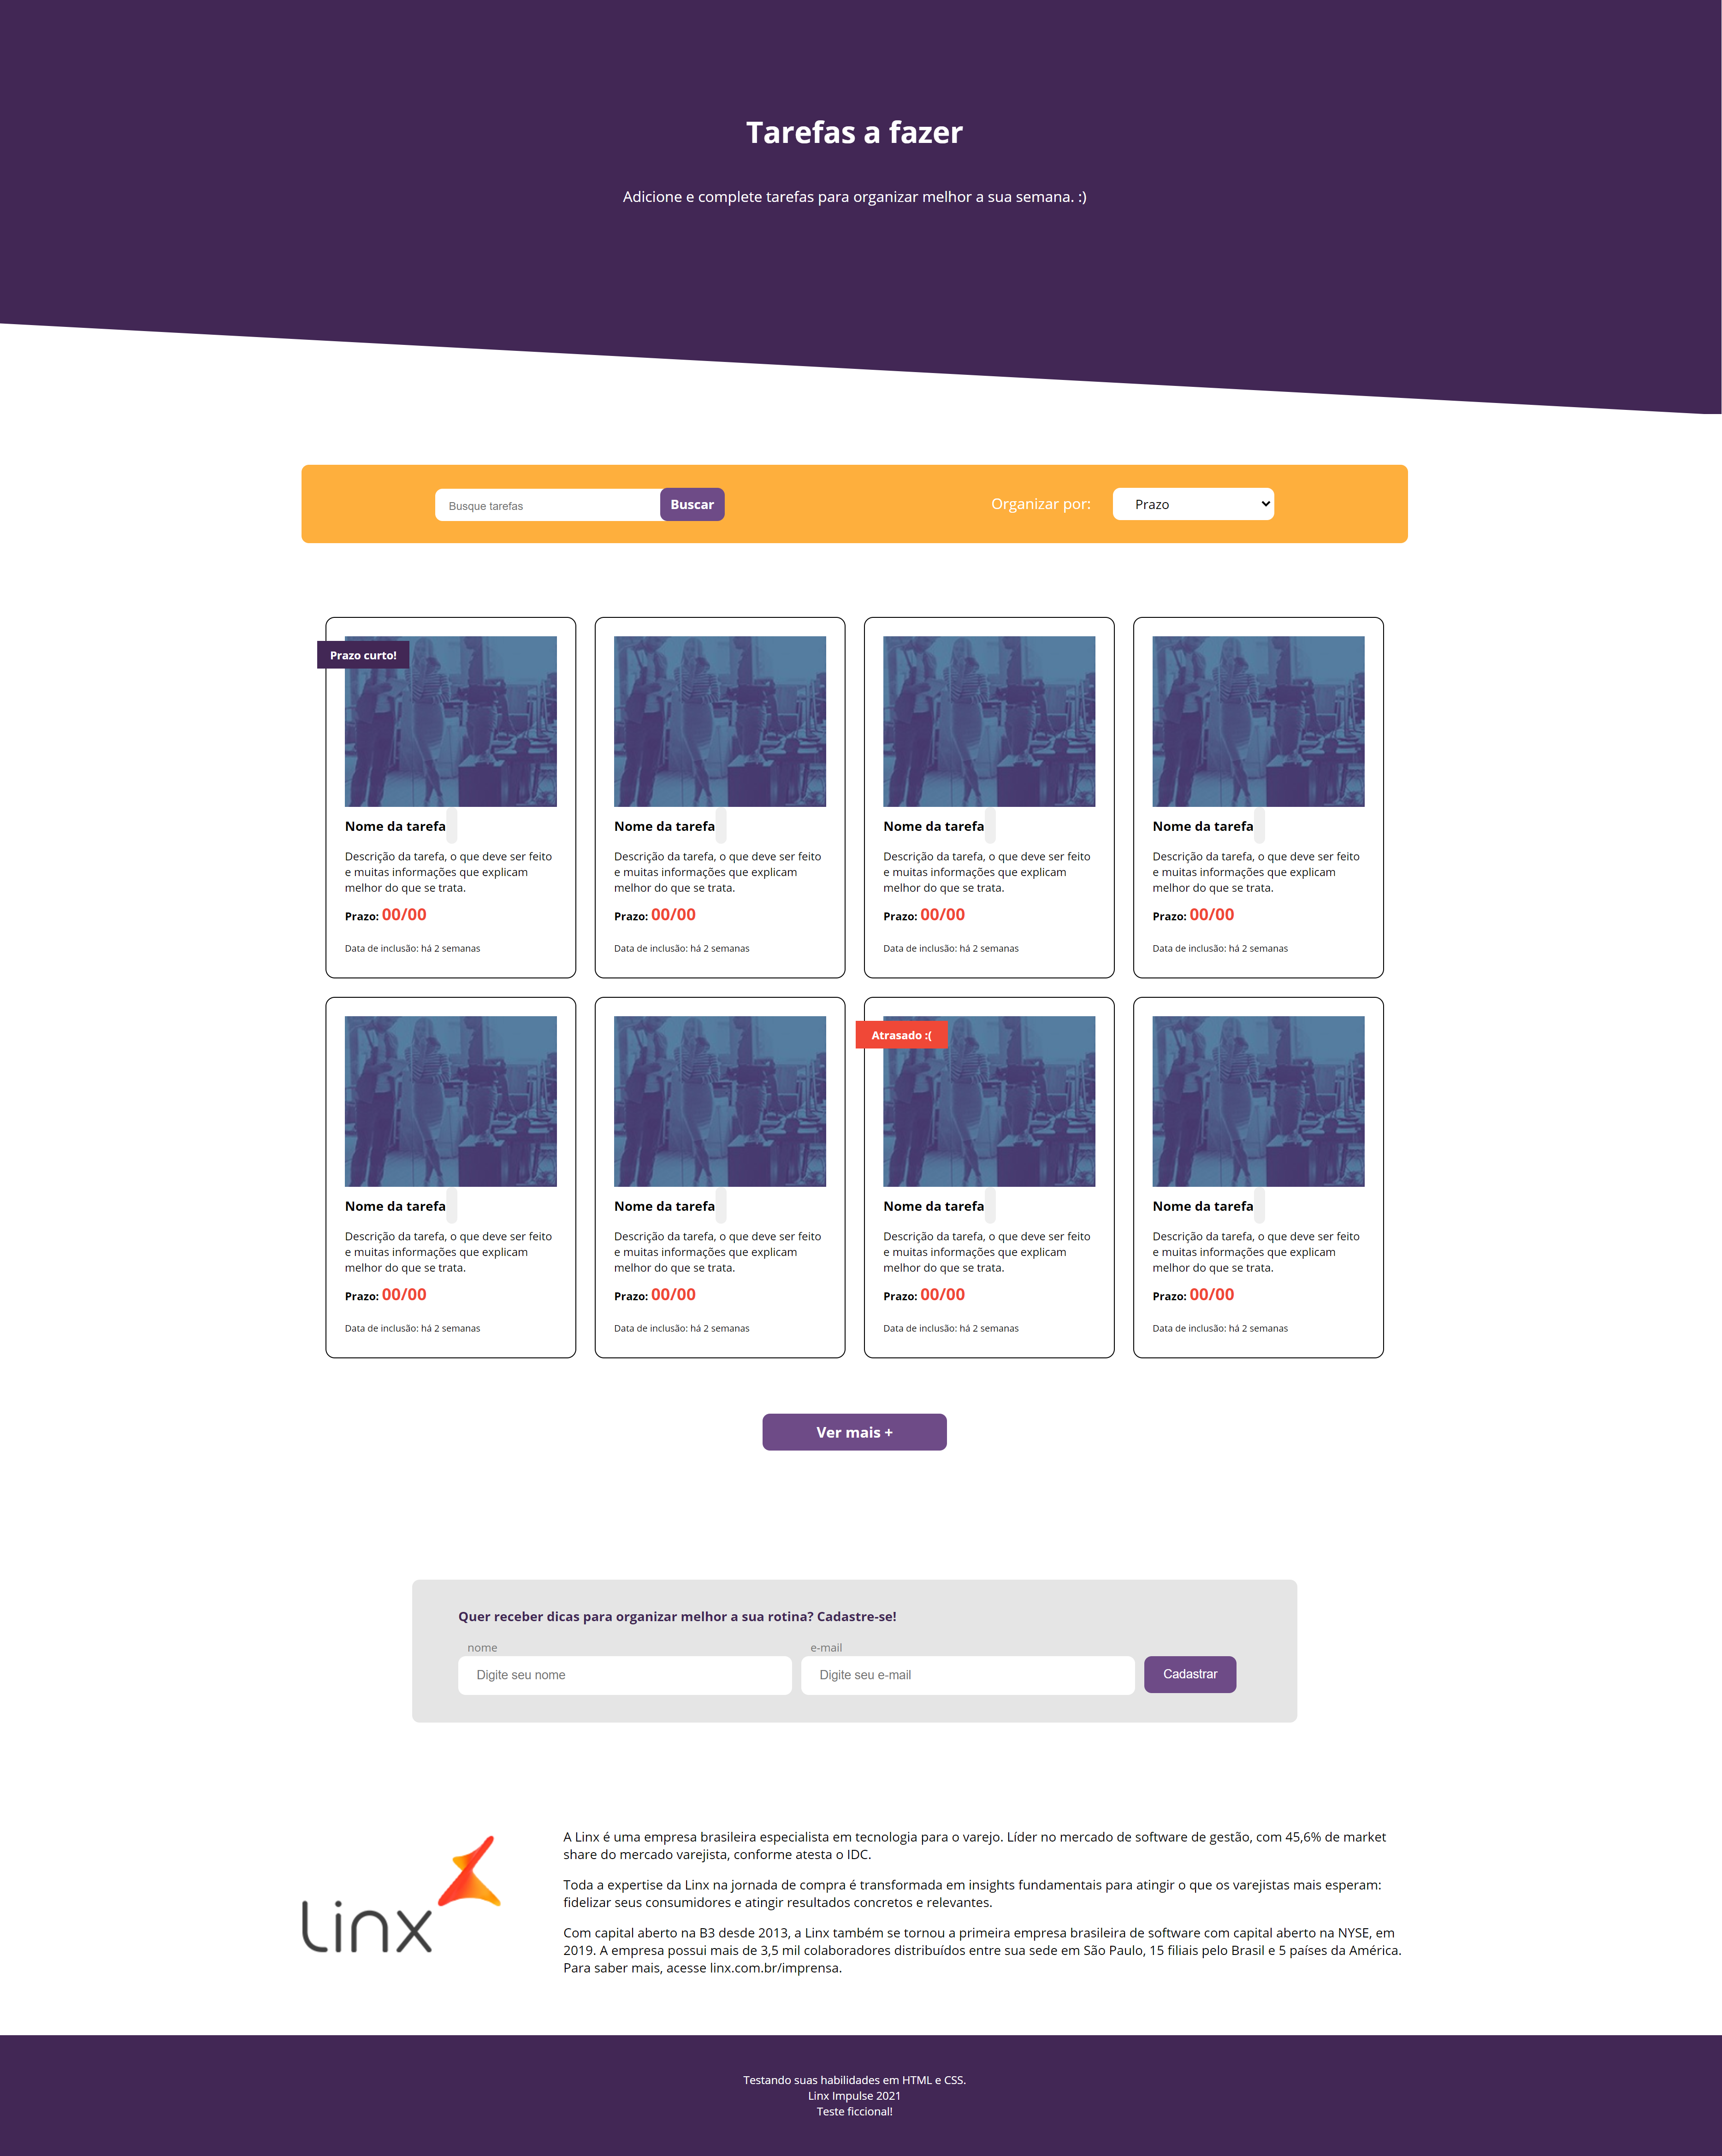 Tarefas a fazer
Adicione e complete tarefas para organizar melhor a sua semana. :)
Busque tarefas
Buscar
Organizar por:
Prazo
Prazo curto!
Nome da tarefa
Descrição da tarefa, o que deve ser feito
e muitas informações que explicam
melhor do que se trata.
Prazo: 00/00
Data de inclusão: há 2 semanas
Nome da tarefa
Descrição da tarefa, o que deve ser feito
e muitas informações que explicam
melhor do que se trata.
Prazo: 00/00
Data de inclusão: há 2 semanas
Nome da tarefa
Descrição da tarefa, o que deve ser feito
e muitas informações que explicam
melhor do que se trata.
Prazo: 00/00
Data de inclusão: há 2 semanas
Nome da tarefa
Descrição da tarefa, o que deve ser feito
e muitas informações que explicam
melhor do que se trata.
Prazo: 00/00
Data de inclusão: há 2 semanas
Nome da tarefa
Descrição da tarefa, o que deve ser feito
e muitas informações que explicam
melhor do que se trata.
Prazo: 00/00
Data de inclusão: há 2 semanas
Nome da tarefa
Descrição da tarefa, o que deve ser feito
e muitas informações que explicam
melhor do que se trata.
Prazo: 00/00
Data de inclusão: há 2 semanas
Atrasado :(
Nome da tarefa
Descrição da tarefa, o que deve ser feito
e muitas informações que explicam
melhor do que se trata.
Prazo: 00/00
Data de inclusão: há 2 semanas
Nome da tarefa
Descrição da tarefa, o que deve ser feito
e muitas informações que explicam
melhor do que se trata.
Prazo: 00/00
Data de inclusão: há 2 semanas
Ver mais +
Quer receber dicas para organizar melhor a sua rotina? Cadastre-se!
nome
Digite seu nome
e-mail
Digite seu e-mail
Cadastrar
Linx
A Linx é uma empresa brasileira especialista em tecnologia para o varejo. Líder no mercado de software de gestão, com 45,6% de market
share do mercado varejista, conforme atesta o IDC.
Toda a expertise da Linx na jornada de compra é transformada em insights fundamentais para atingir o que os varejistas mais esperam:
fidelizar seus consumidores e atingir resultados concretos e relevantes.
Com capital aberto na B3 desde 2013, a Linx também se tornou a primeira empresa brasileira de software com capital aberto na NYSE, em
2019. A empresa possui mais de 3,5 mil colaboradores distribuídos entre sua sede em São Paulo, 15 filiais pelo Brasil e 5 países da América.
Para saber mais, acesse linx.com.br/imprensa.
Testando suas habilidades em HTML e CSS.
Linx Impulse 2021
Teste ficcional!